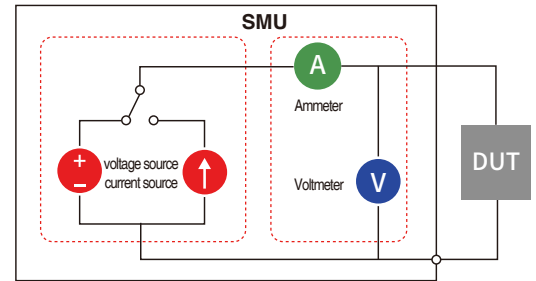 SMU
A
Ammeter
+
−
voltage source
current source
Voltmeter
V
DUT